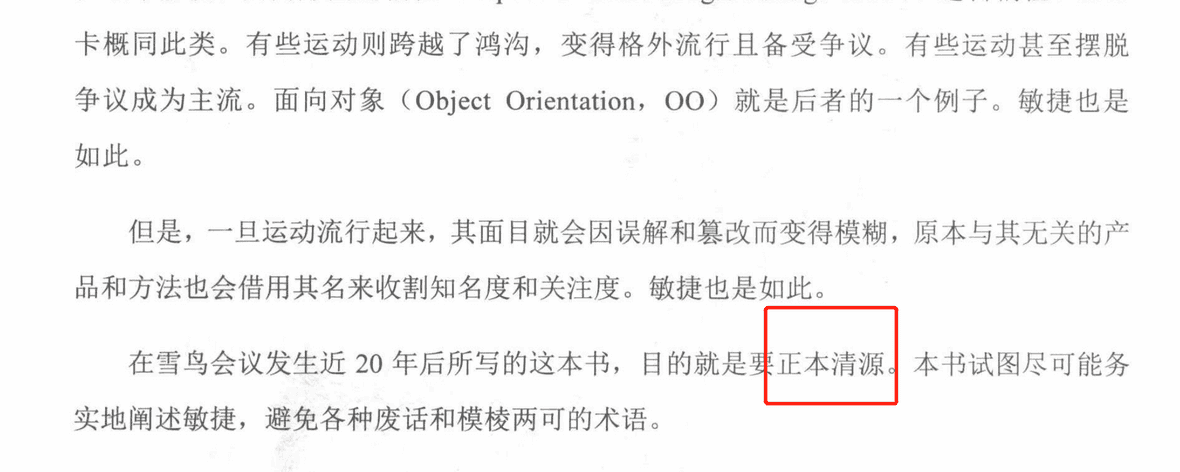 卡概同此类。有些运动则跨越了鸿沟，变得格外流行且备受争议。有些运动甚至摆脱
争议成为主流。面向对象（Object Orientation，OO）就是后者的一个例子。敏捷也是
如此。
但是，一旦运动流行起来，其面目就会因误解和篡改而变得模糊，原本与其无关的产
品和方法也会借用其名来收割知名度和关注度。敏捷也是如此。
在雪鸟会议发生近 20 年后所写的这本书，目的就是要正本清源。本书试图尽可能务
实地阐述敏捷，避免各种废话和模棱两可的术语。